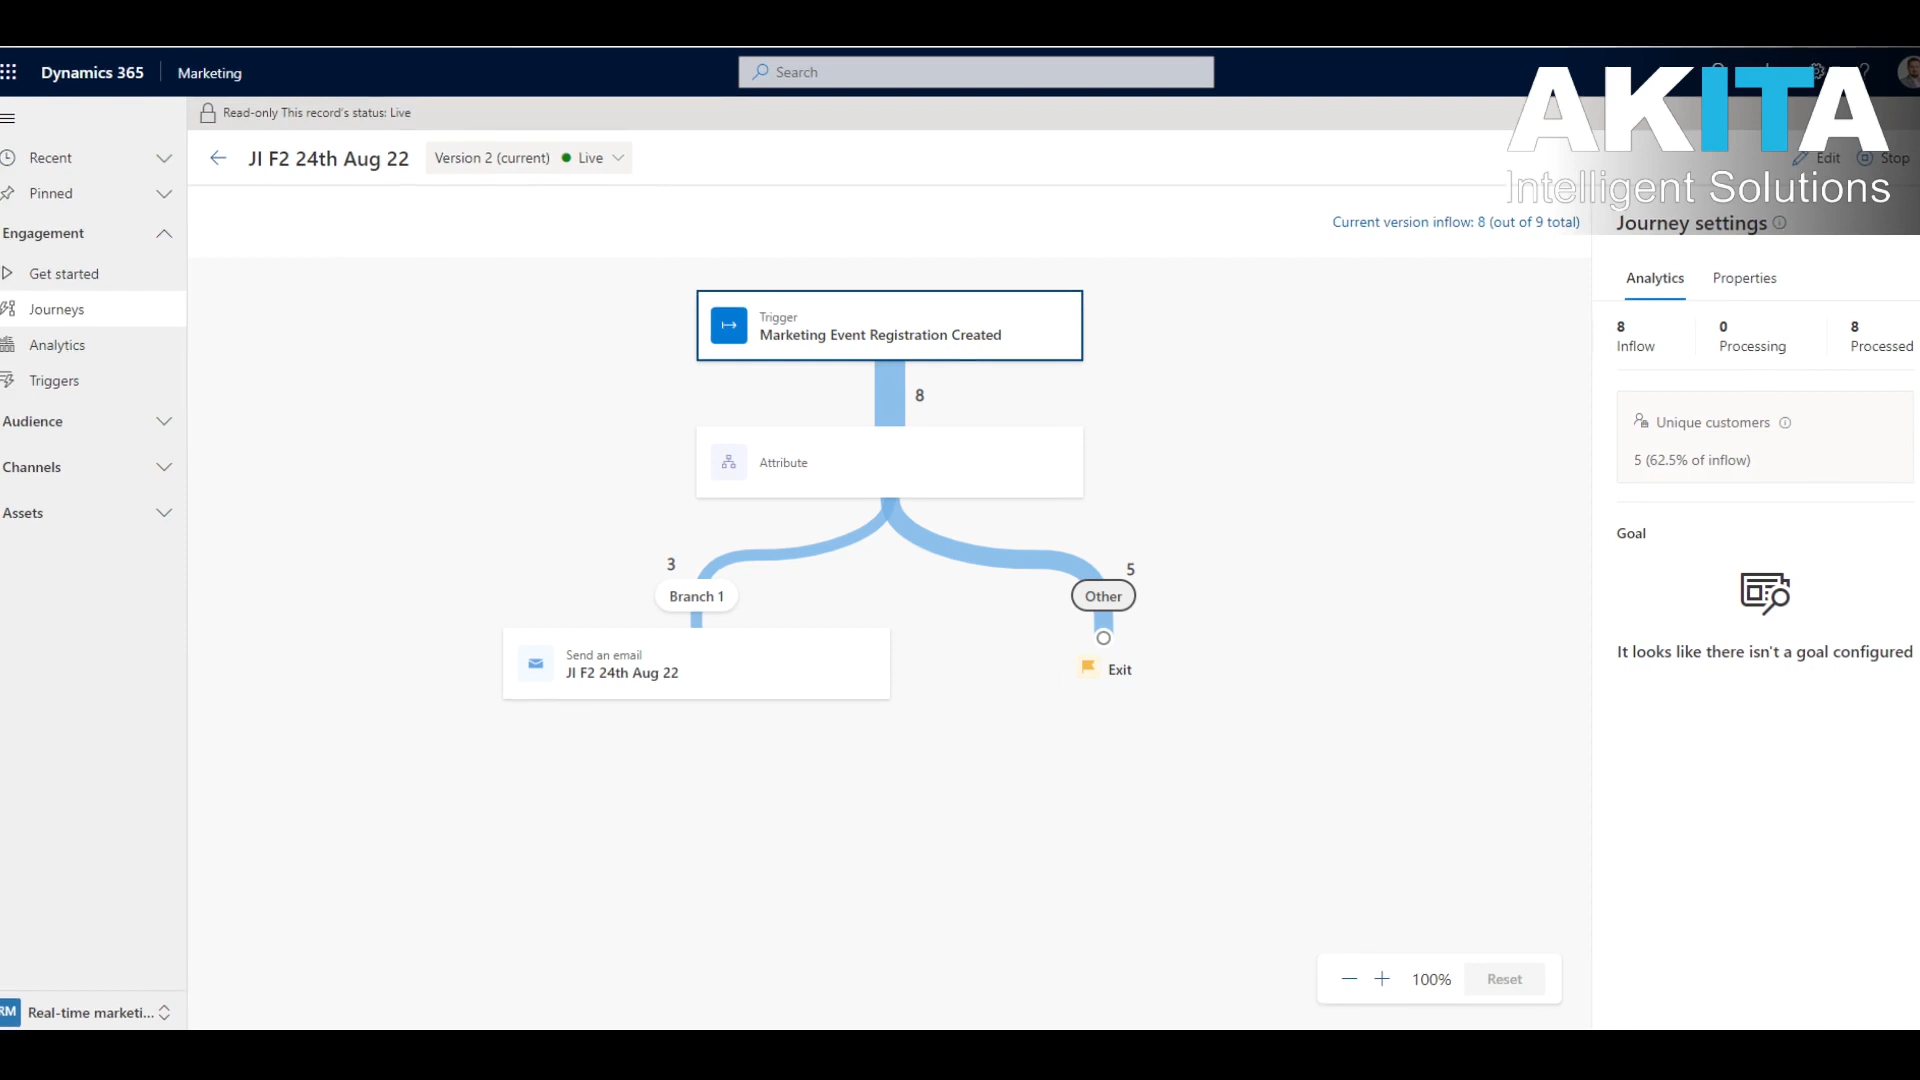 Dynamics 365
Marketing
Search
AKITA
Intelligent Solutions
Read-only This record's status: Live
JI F2 24th Aug 22
Version 2 (current)
Live
Edit
Stop
Recent
Pinned
Engagement
Get started
Journeys
Analytics
Triggers
Audience
Channels
Assets
RM
Real-time marketi...
Current version inflow: 8 (out of 9 total)
Trigger
Marketing Event Registration Created
8
Attribute
3
Branch 1
5
Other
Send an email
JI F2 24th Aug 22
Exit
100%
Reset
Journey settings
Analytics
Properties
8
Inflow
0
Processing
8
Processed
Unique customers
5 (62.5% of inflow)
Goal
It looks like there isn't a goal configured